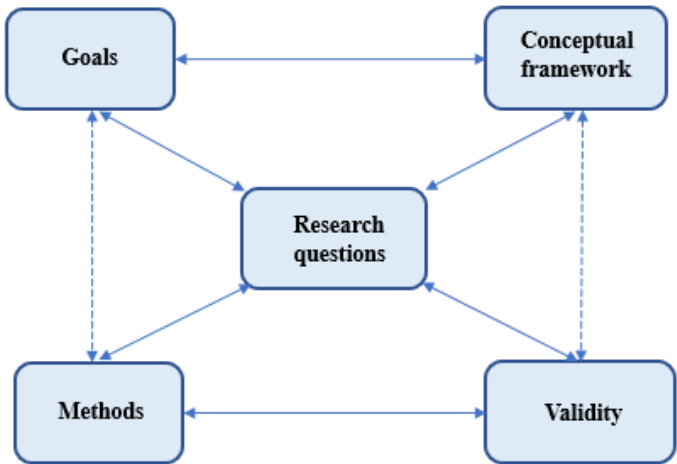 Goals
Conceptual
framework
Research
questions
Methods
Validity